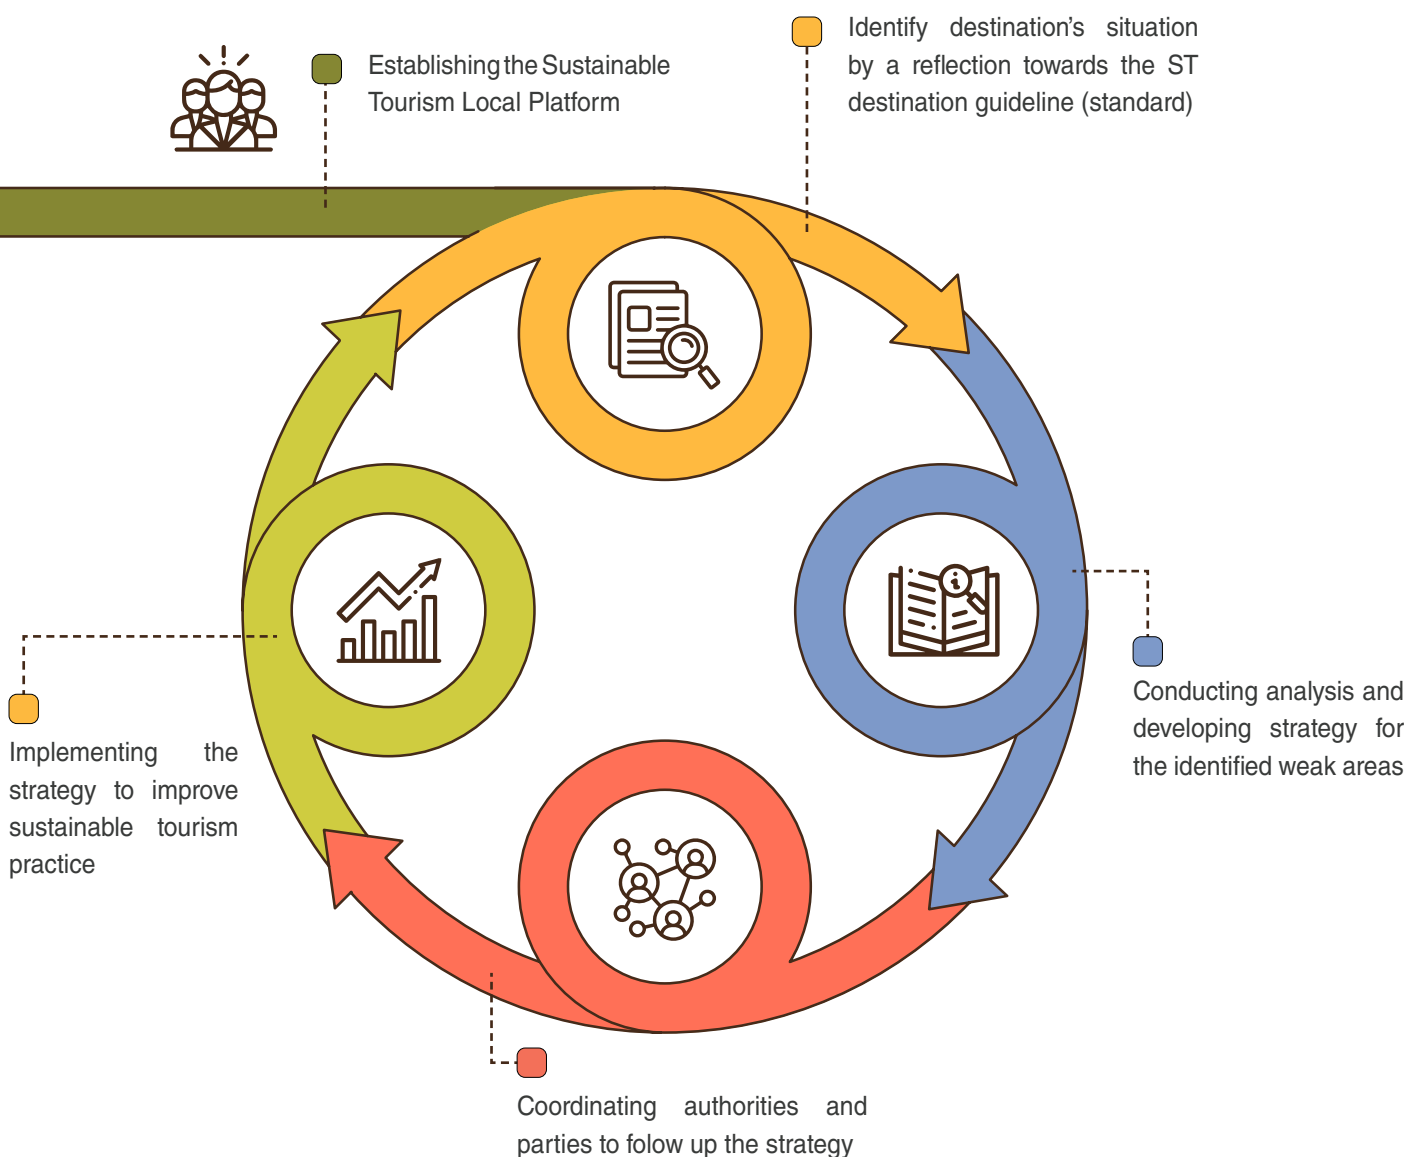 Establishing the Sustainable
Tourism Local Platform
Identify destination’s situation
by a reflection towards the ST
destination guideline (standard)
Conducting analysis and
developing strategy for
the identified weak areas
Coordinating authorities and
parties to folow up the strategy
Implementing the
strategy to improve
sustainable tourism
practice